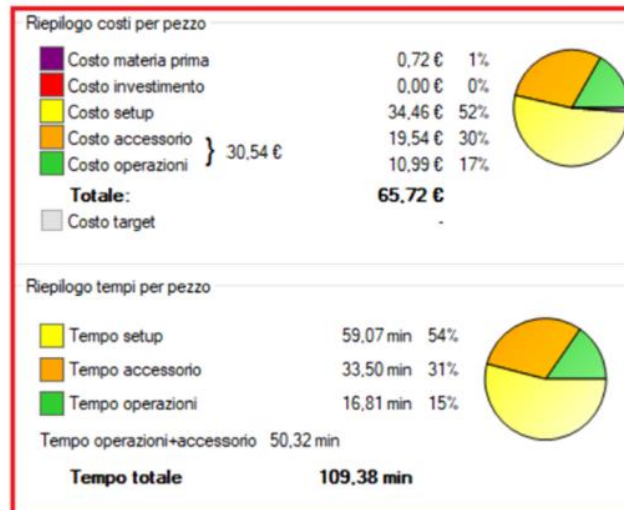 Riepilogo costi per pezzo
Costo materia prima 0,72 € 1%
Costo investimento 0,00 € 0%
Costo setup 34,46 € 52%
Costo accessorio 19,54 € 30%
} 30,54 €
Costo operazioni 10,99 € 17%
Totale: 65,72 €
Costo target -
Riepilogo tempi per pezzo
Tempo setup 59,07 min 54%
Tempo accessorio 33,50 min 31%
Tempo operazioni 16,81 min 15%
Tempo operazioni+accessorio 50,32 min
Tempo totale 109,38 min